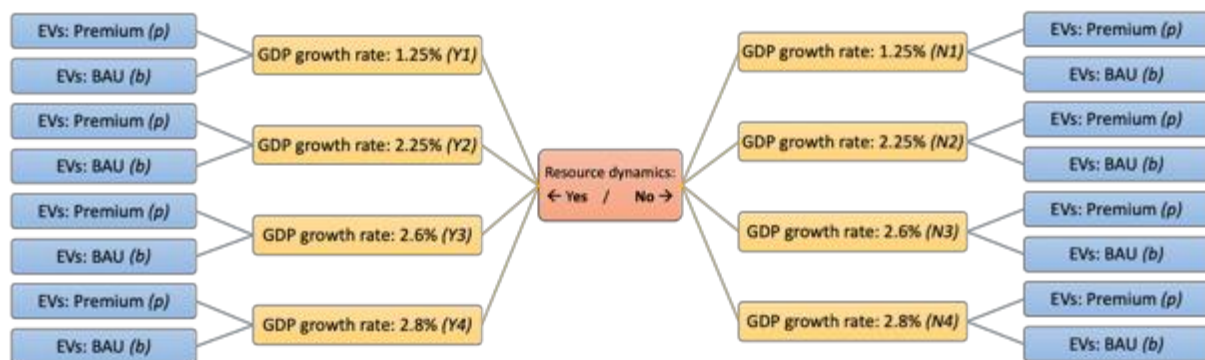 EVs: Premium (p)
EVs: BAU (b)
GDP growth rate: 1.25% (Y1)
EVs: Premium (p)
EVs: BAU (b)
GDP growth rate: 2.25% (Y2)
EVs: Premium (p)
EVs: BAU (b)
GDP growth rate: 2.6% (Y3)
EVs: Premium (p)
EVs: BAU (b)
GDP growth rate: 2.8% (Y4)
Resource dynamics:
← Yes / No →
GDP growth rate: 1.25% (N1)
EVs: Premium (p)
EVs: BAU (b)
GDP growth rate: 2.25% (N2)
EVs: Premium (p)
EVs: BAU (b)
GDP growth rate: 2.6% (N3)
EVs: Premium (p)
EVs: BAU (b)
GDP growth rate: 2.8% (N4)
EVs: Premium (p)
EVs: BAU (b)